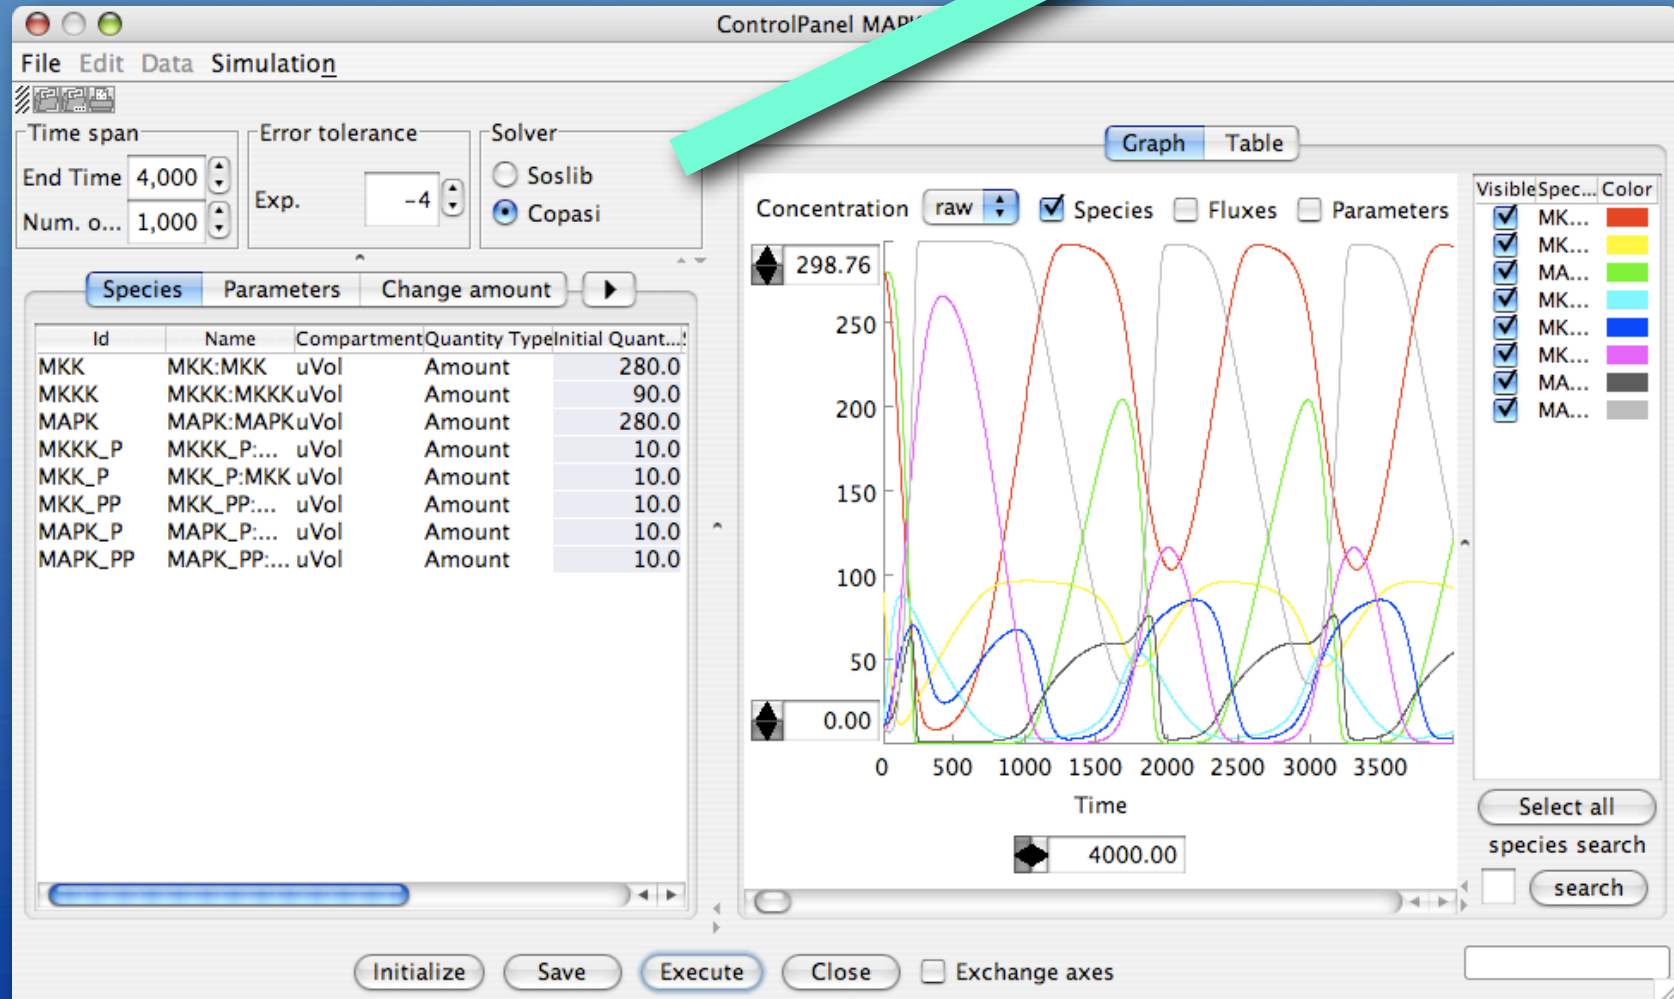 ControlPanel MAPK
File Edit Data Simulation
Time span
Error tolerance
Solver
End Time 4,000
Num. o... 1,000
Exp. -4
Soslib
Copasi
Species Parameters Change amount
Id Name Compartment Quantity Type Initial Quant...
MKK MKK:MKK uVol Amount 280.0
MKKK MKKK:MKKK uVol Amount 90.0
MAPK MAPK:MAPK uVol Amount 280.0
MKKK_P MKKK_P:... uVol Amount 10.0
MKK_P MKK_P:MKK uVol Amount 10.0
MKK_PP MKK_PP:... uVol Amount 10.0
MAPK_P MAPK_P:... uVol Amount 10.0
MAPK_PP MAPK_PP:... uVol Amount 10.0
Graph Table
Concentration raw Species Fluxes Parameters
298.76
250
200
150
100
50
0.00
0 500 1000 1500 2000 2500 3000 3500
Time
4000.00
Visible Spec... Color
MK...
MK...
MA...
MK...
MK...
MK...
MA...
MA...
Select all
species search
search
Initialize Save Execute Close Exchange axes